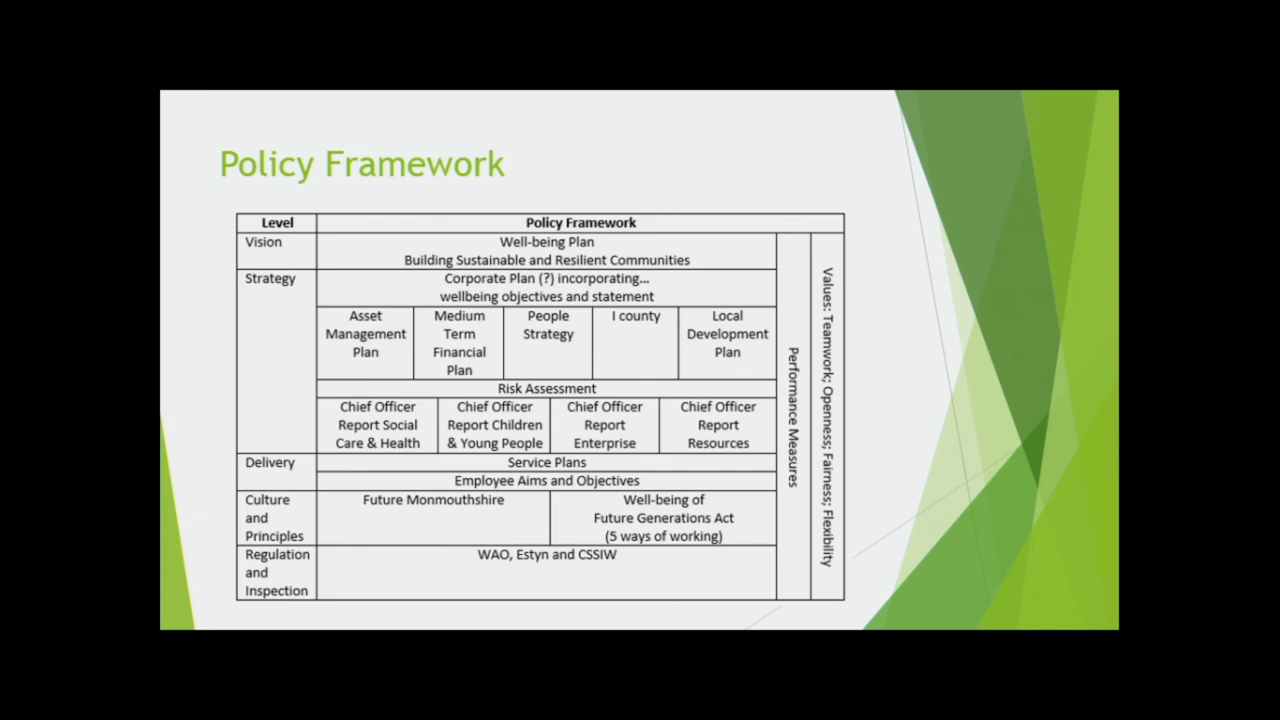 Policy Framework
Level
Policy Framework
Vision
Well-being Plan
Building Sustainable and Resilient Communities
Strategy
Corporate Plan (?) incorporating...
wellbeing objectives and statement
Asset
Management
Plan
Medium
Term
Financial
Plan
People
Strategy
I county
Local
Development
Plan
Risk Assessment
Chief Officer
Report Social
Care & Health
Chief Officer
Report Children
& Young People
Chief Officer
Report
Enterprise
Chief Officer
Report
Resources
Delivery
Service Plans
Employee Aims and Objectives
Culture
and
Principles
Future Monmouthshire
Well-being of
Future Generations Act
(5 ways of working)
Regulation
and
Inspection
WAO, Estyn and CSSIW
Performance Measures
Values: Teamwork; Openness; Fairness; Flexibility